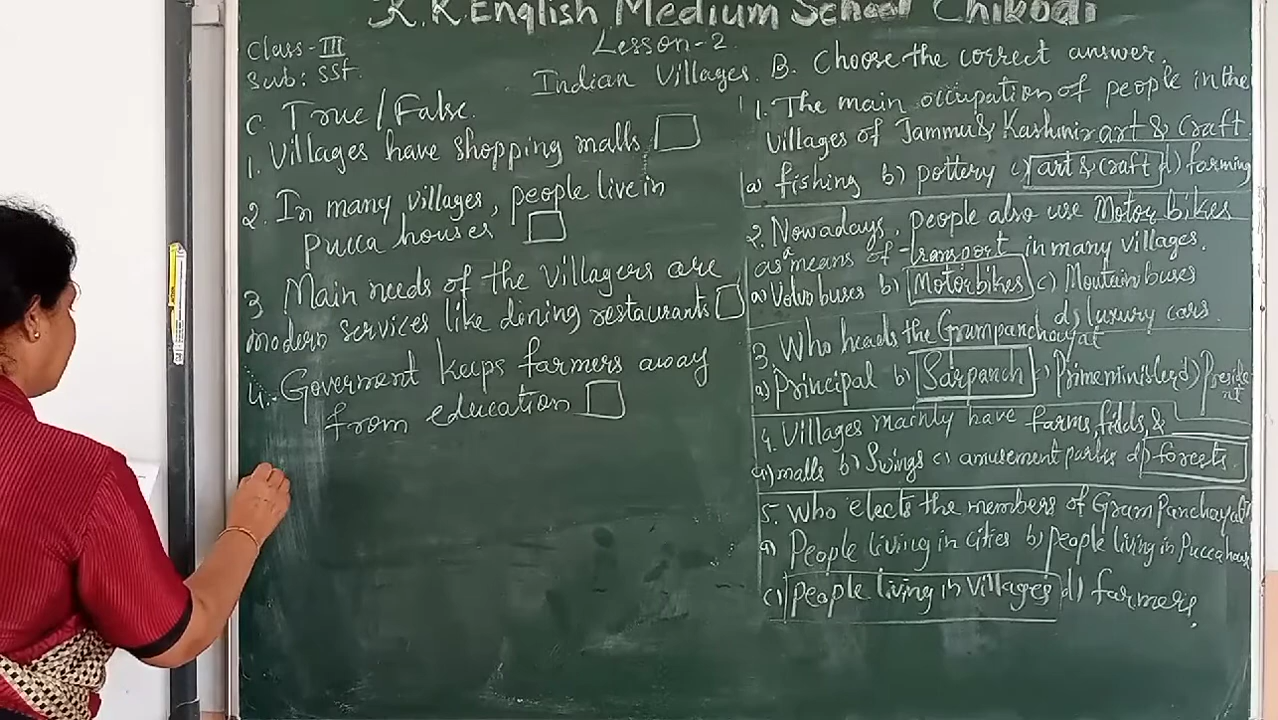 K.K.English Medium School Chikodi
Class-III
Sub: SSt.
Lesson-2
Indian Villages.
C. True/False.
1. Villages have shopping malls
2. In many villages, people live in
pucca houses
3. Main needs of the villagers are
modern services like dining restaurants
4. Goverment keeps farmers away
from education
B. Choose the correct answer.
1. The main occupation of people in the
Villages of Jammu & Kashmir art & craft
a) fishing b) pottery c) art & craft d) farming
2. Nowadays, people also use Motor bikes
as a means of transport in many villages.
a) Volvo buses b) Motorbikes c) Mountain buses
d) luxury cars.
3. Who heads the Grampanchayat
a) Principal b) Sarpanch c) Primeminister d) President
4. Villages mainly have farms, fields, &
a) malls b) Swings c) amusement parks d) forests.
5. Who elects the members of Gram Panchayat
a) People living in cities b) people living in Pucca house
c) People living in villages d) farmers,